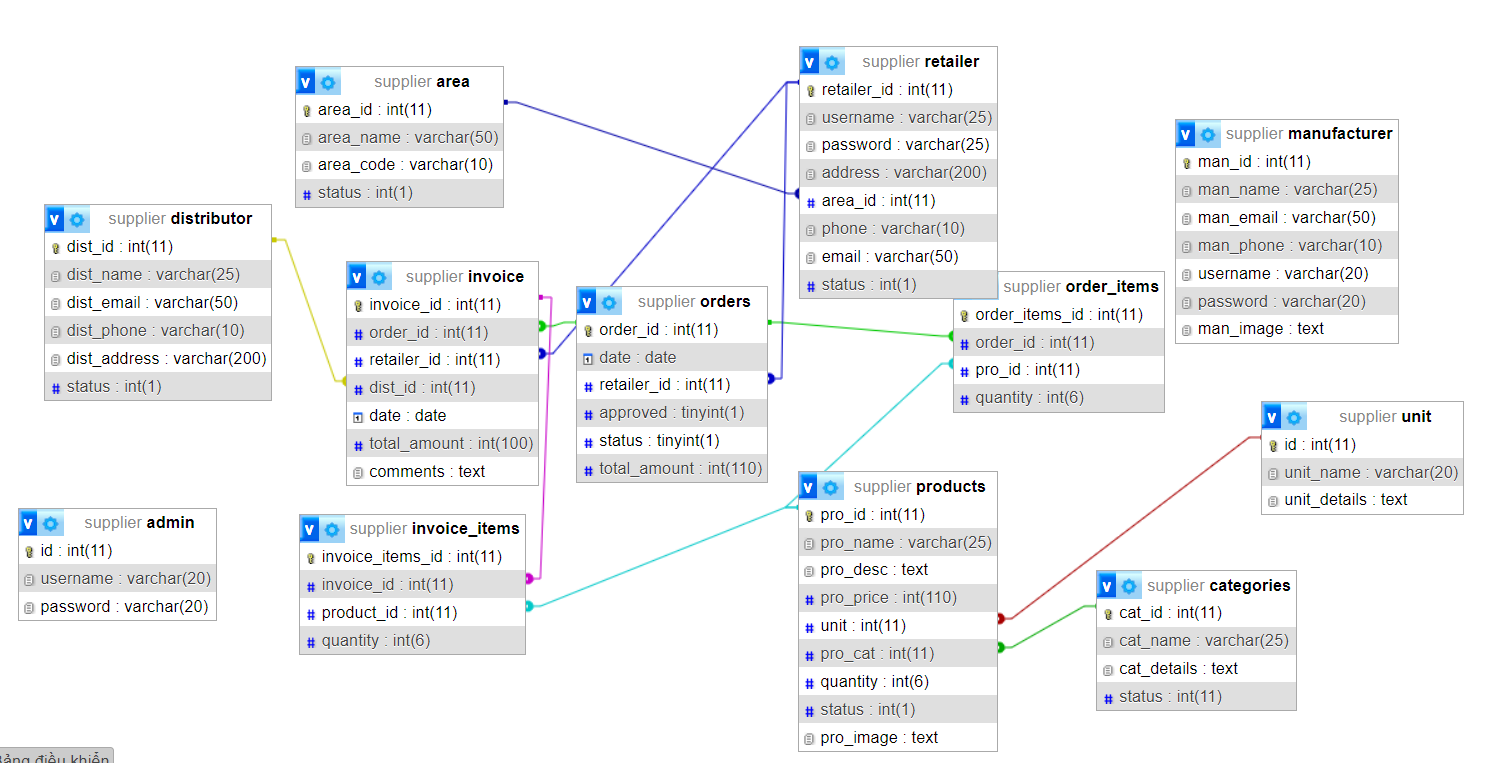 supplier area
area_id : int(11)
area_name : varchar(50)
area_code : varchar(10)
status : int(1)
supplier retailer
retailer_id : int(11)
username : varchar(25)
password : varchar(25)
address : varchar(200)
area_id : int(11)
phone : varchar(10)
email : varchar(50)
status : int(1)
supplier manufacturer
man_id : int(11)
man_name : varchar(25)
man_email : varchar(50)
man_phone : varchar(10)
username : varchar(20)
password : varchar(20)
man_image : text
supplier distributor
dist_id : int(11)
dist_name : varchar(25)
dist_email : varchar(50)
dist_phone : varchar(10)
dist_address : varchar(200)
status : int(1)
supplier invoice
invoice_id : int(11)
order_id : int(11)
retailer_id : int(11)
dist_id : int(11)
date : date
total_amount : int(100)
comments : text
supplier orders
order_id : int(11)
date : date
retailer_id : int(11)
approved : tinyint(1)
status : tinyint(1)
total_amount : int(110)
supplier order_items
order_items_id : int(11)
order_id : int(11)
pro_id : int(11)
quantity : int(6)
supplier unit
id : int(11)
unit_name : varchar(20)
unit_details : text
supplier admin
id : int(11)
username : varchar(20)
password : varchar(20)
supplier invoice_items
invoice_items_id : int(11)
invoice_id : int(11)
product_id : int(11)
quantity : int(6)
supplier products
pro_id : int(11)
pro_name : varchar(25)
pro_desc : text
pro_price : int(110)
unit : int(11)
pro_cat : int(11)
quantity : int(6)
status : int(1)
pro_image : text
supplier categories
cat_id : int(11)
cat_name : varchar(25)
cat_details : text
status : int(11)
Bảng điều khiển